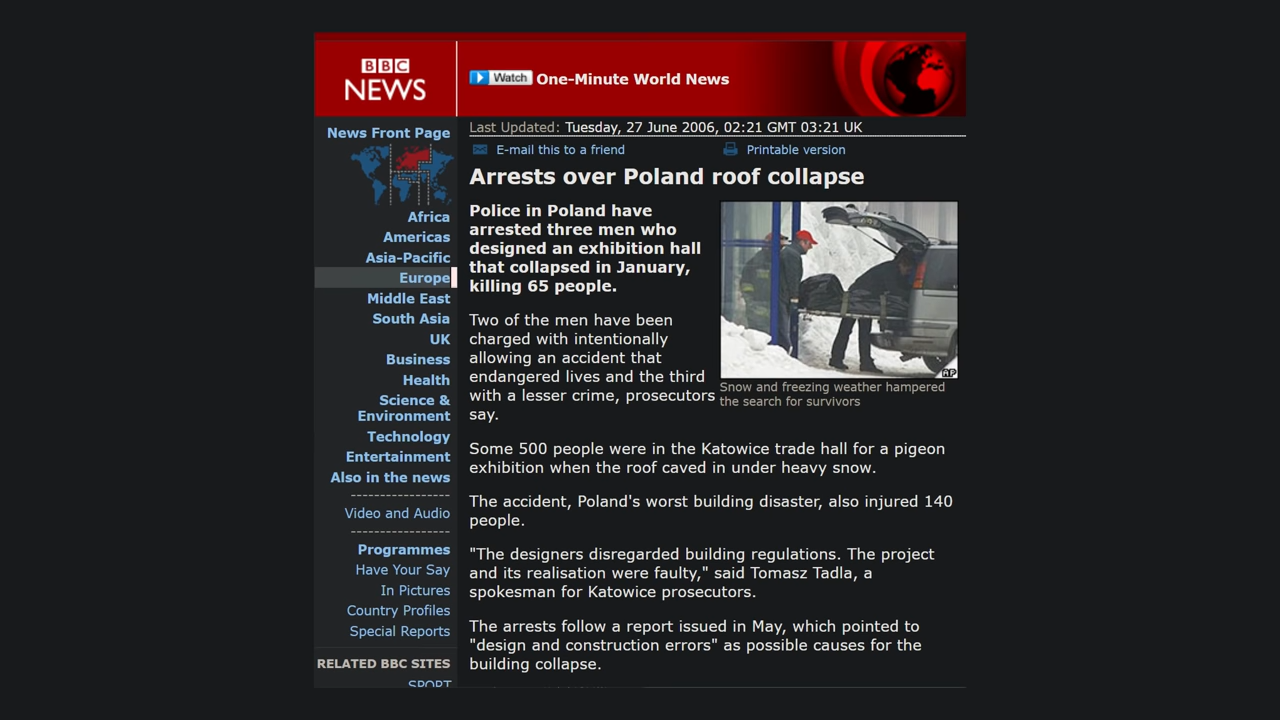 BBC
NEWS
Watch One-Minute World News
News Front Page
Africa
Americas
Asia-Pacific
Europe
Middle East
South Asia
UK
Business
Health
Science &
Environment
Technology
Entertainment
Also in the news
-----------------
Video and Audio
-----------------
Programmes
Have Your Say
In Pictures
Country Profiles
Special Reports
RELATED BBC SITES
SPORT
Last Updated: Tuesday, 27 June 2006, 02:21 GMT 03:21 UK
E-mail this to a friend
Printable version
Arrests over Poland roof collapse
Police in Poland have
arrested three men who
designed an exhibition hall
that collapsed in January,
killing 65 people.
AP
Snow and freezing weather hampered
the search for survivors
Two of the men have been
charged with intentionally
allowing an accident that
endangered lives and the third
with a lesser crime, prosecutors
say.
Some 500 people were in the Katowice trade hall for a pigeon
exhibition when the roof caved in under heavy snow.
The accident, Poland's worst building disaster, also injured 140
people.
"The designers disregarded building regulations. The project
and its realisation were faulty," said Tomasz Tadla, a
spokesman for Katowice prosecutors.
The arrests follow a report issued in May, which pointed to
"design and construction errors" as possible causes for the
building collapse.